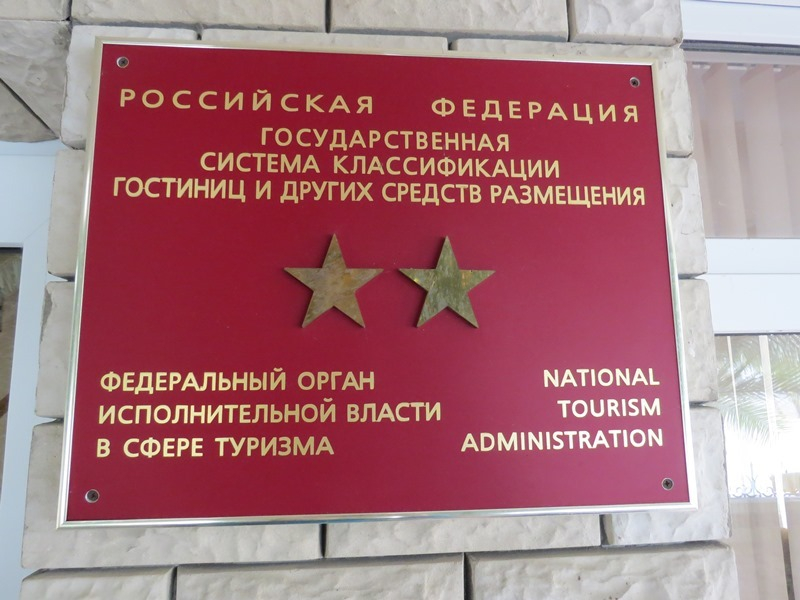 РОССИЙСКАЯ ФЕДЕРАЦИЯ
ГОСУДАРСТВЕННАЯ
СИСТЕМА КЛАССИФИКАЦИИ
ГОСТИНИЦ И ДРУГИХ СРЕДСТВ РАЗМЕЩЕНИЯ
ФЕДЕРАЛЬНЫЙ ОРГАН
ИСПОЛНИТЕЛЬНОЙ ВЛАСТИ
В СФЕРЕ ТУРИЗМА
NATIONAL
TOURISM
ADMINISTRATION